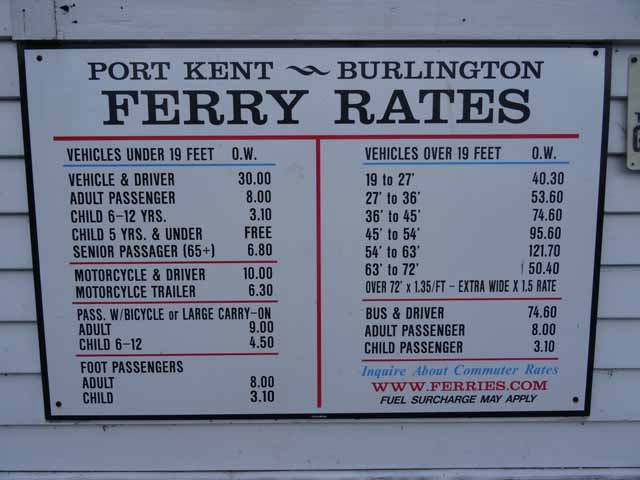 PORT KENT ~ BURLINGTON
FERRY RATES
VEHICLES UNDER 19 FEET O.W.
VEHICLE & DRIVER 30.00
ADULT PASSENGER 8.00
CHILD 6-12 YRS. 3.10
CHILD 5 YRS. & UNDER FREE
SENIOR PASSAGER (65+) 6.80
MOTORCYCLE & DRIVER 10.00
MOTORCYLCE TRAILER 6.30
PASS. W/BICYCLE or LARGE CARRY-ON
ADULT 9.00
CHILD 6-12 4.50
FOOT PASSENGERS
ADULT 8.00
CHILD 3.10
VEHICLES OVER 19 FEET O.W.
19 to 27' 40.30
27' to 36' 53.60
36' to 45' 74.60
45' to 54' 95.60
54' to 63' 121.70
63' to 72' 50.40
OVER 72' x 1.35/FT - EXTRA WIDE X 1.5 RATE
BUS & DRIVER 74.60
ADULT PASSENGER 8.00
CHILD PASSENGER 3.10
Inquire About Commuter Rates
WWW.FERRIES.COM
FUEL SURCHARGE MAY APPLY